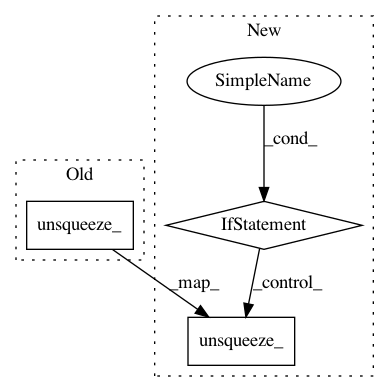 New
SimpleName
_cond_
Old
unsqueeze_
IfStatement
_map_
_control_
unsqueeze_